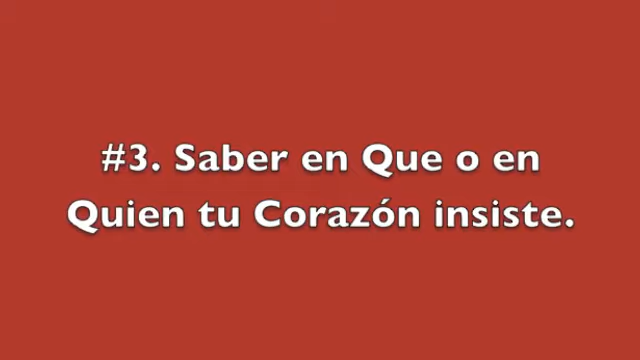 #3. Saber en Que o en
Quien tu Corazón insiste.